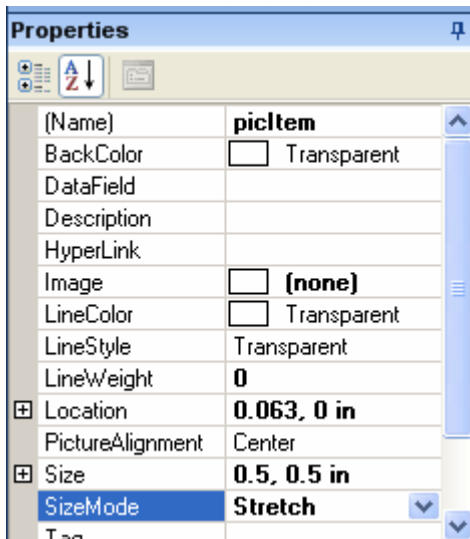 Properties
(Name) picItem
BackColor Transparent
DataField
Description
HyperLink
Image (none)
LineColor Transparent
LineStyle Transparent
LineWeight 0
Location 0.063, 0 in
PictureAlignment Center
Size 0.5, 0.5 in
SizeMode Stretch
Tag